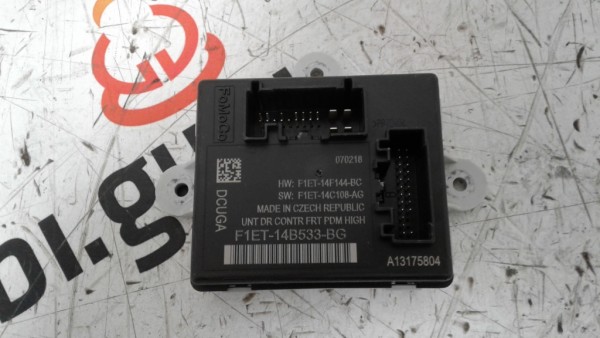 FoMoCo
070218
HW: F1ET-14F144-BC
SW: F1ET-14C108-AG
MADE IN CZECH REPUBLIC
UNT DR CONTR FRT PDM HIGH
DCUGA
F1ET-14B533-BG
A13175804